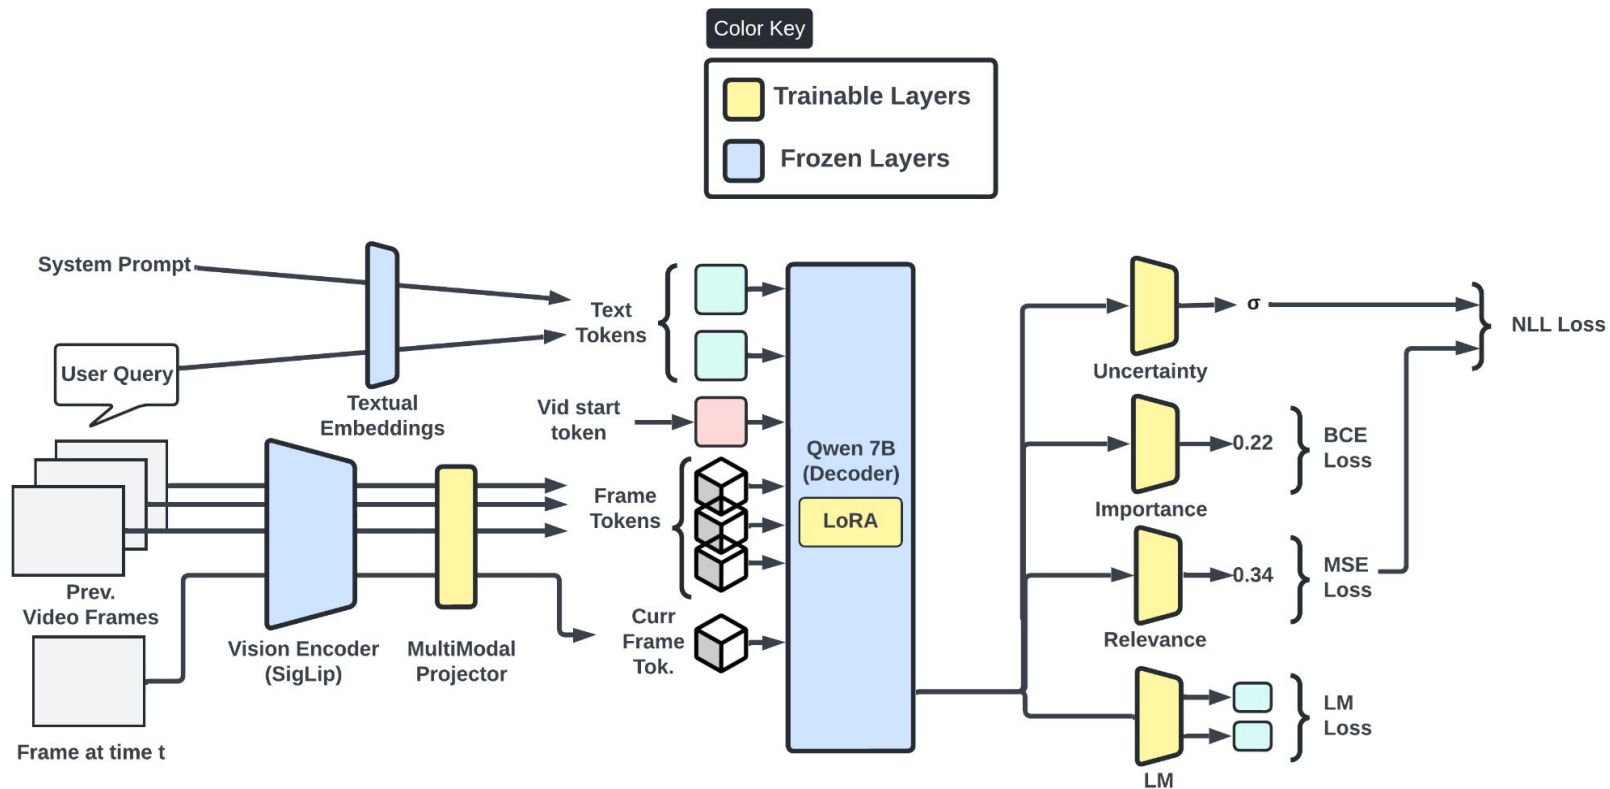 Color Key
Trainable Layers
Frozen Layers
System Prompt
User Query
Textual
Embeddings
Text
Tokens
Vid start
token
Frame
Tokens
Curr
Frame
Tok.
Prev.
Video Frames
Frame at time t
Vision Encoder
(SigLip)
MultiModal
Projector
Qwen 7B
(Decoder)
LoRA
Uncertainty
σ
NLL Loss
Importance
0.22
BCE
Loss
Relevance
0.34
MSE
Loss
LM
LM
Loss